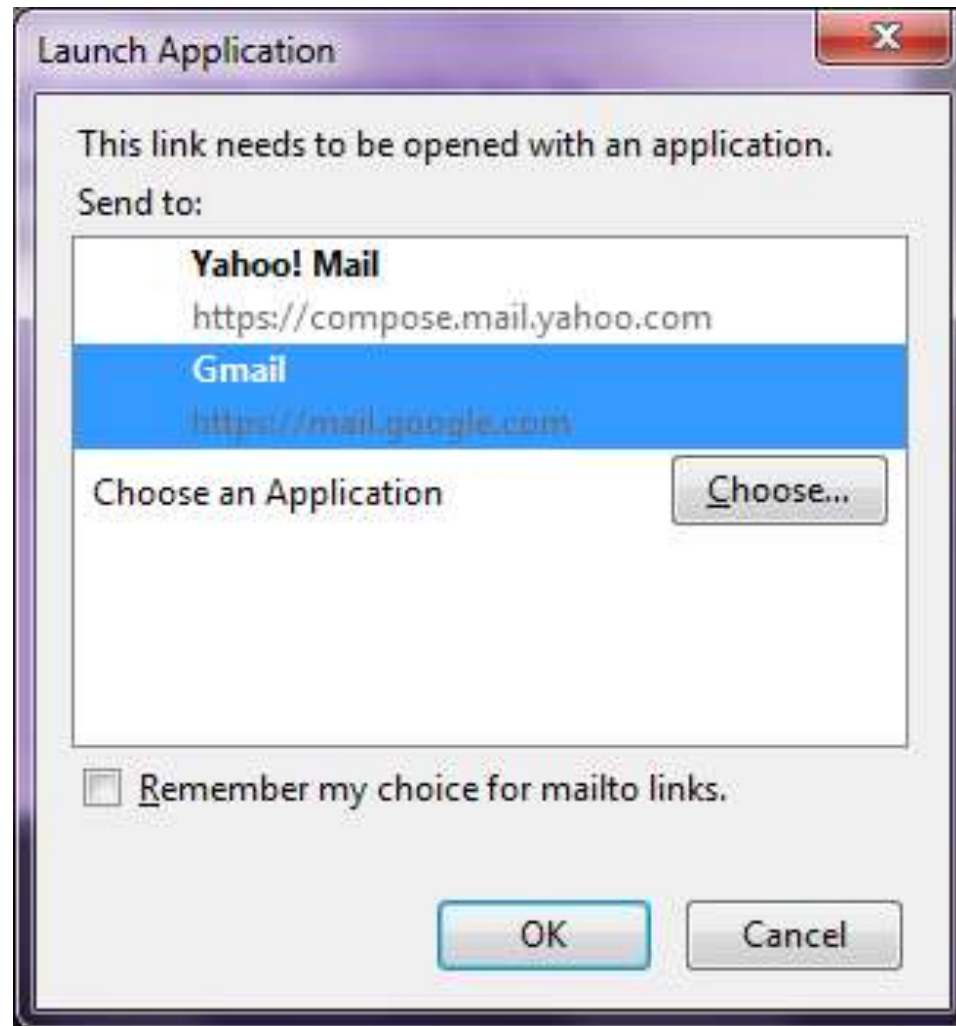 Launch Application
This link needs to be opened with an application.
Send to:
Yahoo! Mail
https://compose.mail.yahoo.com
Gmail
https://mail.google.com
Choose an Application
Choose...
Remember my choice for mailto links.
OK
Cancel